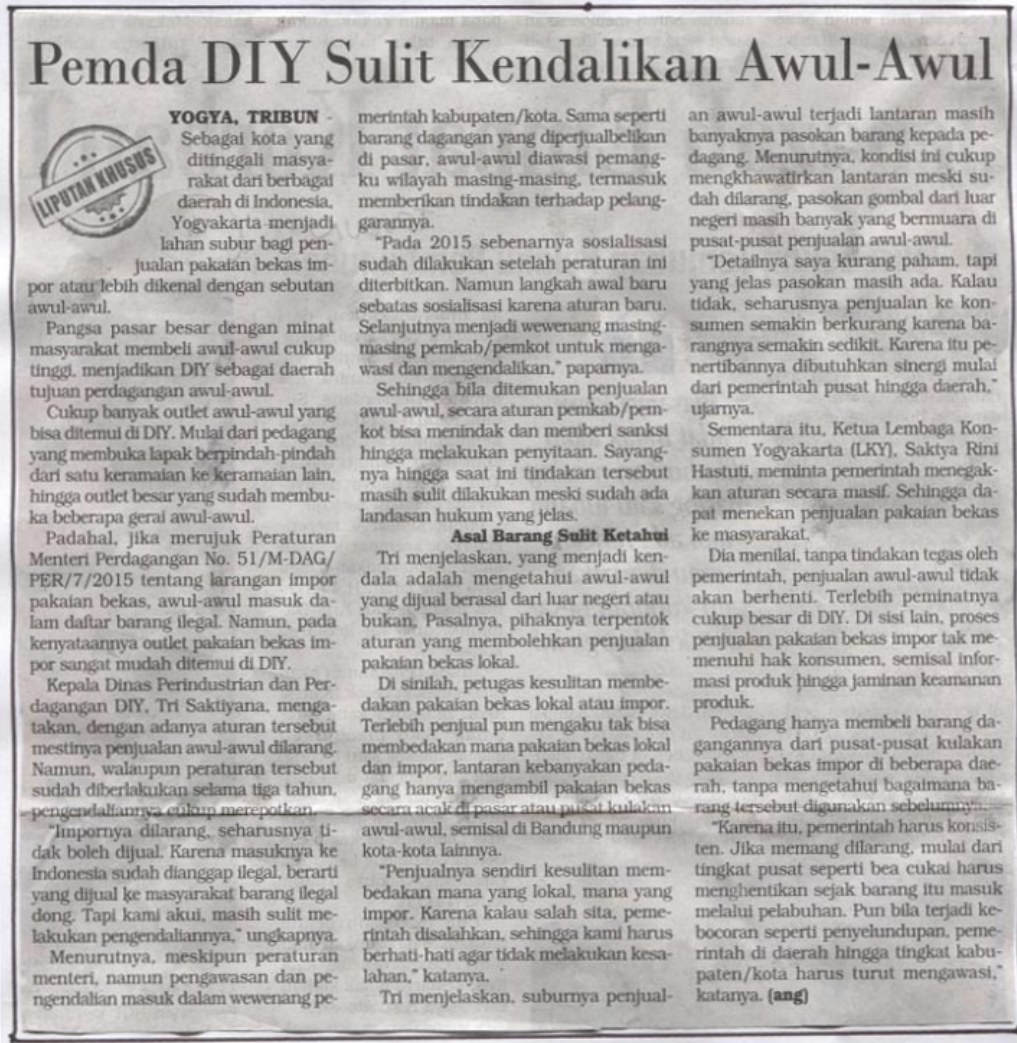 Pemda DIY Sulit Kendalikan Awul-Awul
LIPUTAN KHUSUS
YOGYA, TRIBUN -
Sebagai kota yang
ditinggali masya-
rakat dari berbagai
daerah di Indonesia,
Yogyakarta menjadi
lahan subur bagi pen-
jualan pakaian bekas im-
por atau lebih dikenal dengan sebutan
awul-awul.
Pangsa pasar besar dengan minat
masyarakat membeli awul-awul cukup
tinggi, menjadikan DIY sebagai daerah
tujuan perdagangan awul-awul.
Cukup banyak outlet awul-awul yang
bisa ditemui di DIY. Mulai dari pedagang
yang membuka lapak berpindah-pindah
dari satu keramaian ke keramaian lain,
hingga outlet besar yang sudah membu-
ka beberapa gerai awul-awul.
Padahal, jika merujuk Peraturan
Menteri Perdagangan No. 51/M-DAG/
PER/7/2015 tentang larangan impor
pakaian bekas, awul-awul masuk da-
lam daftar barang ilegal. Namun, pada
kenyataannya outlet pakaian bekas im-
por sangat mudah ditemui di DIY.
Kepala Dinas Perindustrian dan Per-
dagangan DIY, Tri Saktiyana, menga-
takan, dengan adanya aturan tersebut
mestinya penjualan awul-awul dilarang.
Namun, walaupun peraturan tersebut
sudah diberlakukan selama tiga tahun,
pengendaliannya cukup merepotkan.
"Impornya dilarang, seharusnya ti-
dak boleh dijual. Karena masuknya ke
Indonesia sudah dianggap ilegal, berarti
yang dijual ke masyarakat barang ilegal
dong. Tapi kami akui, masih sulit me-
lakukan pengendaliannya," ungkapnya.
Menurutnya, meskipun peraturan
menteri, namun pengawasan dan pe-
ngendalian masuk dalam wewenang pe-
merintah kabupaten/kota. Sama seperti
barang dagangan yang diperjualbelikan
di pasar, awul-awul diawasi pemang-
ku wilayah masing-masing, termasuk
memberikan tindakan terhadap pelang-
garannya.
"Pada 2015 sebenarnya sosialisasi
sudah dilakukan setelah peraturan ini
diterbitkan. Namun langkah awal baru
sebatas sosialisasi karena aturan baru.
Selanjutnya menjadi wewenang masing-
masing pemkab/pemkot untuk menga-
wasi dan mengendalikan," paparnya.
Sehingga bila ditemukan penjualan
awul-awul, secara aturan pemkab/pem-
kot bisa menindak dan memberi sanksi
hingga melakukan penyitaan. Sayang-
nya hingga saat ini tindakan tersebut
masih sulit dilakukan meski sudah ada
landasan hukum yang jelas.
Asal Barang Sulit Ketahui
Tri menjelaskan, yang menjadi ken-
dala adalah mengetahui awul-awul
yang dijual berasal dari luar negeri atau
bukan. Pasalnya, pihaknya terpentok
aturan yang membolehkan penjualan
pakaian bekas lokal.
Di sinilah, petugas kesulitan membe-
dakan pakaian bekas lokal atau impor.
Terlebih penjual pun mengaku tak bisa
membedakan mana pakaian bekas lokal
dan impor, lantaran kebanyakan peda-
gang hanya mengambil pakaian bekas
secara acak di pasar atau pusat kulakan
awul-awul, semisal di Bandung maupun
kota-kota lainnya.
"Penjualnya sendiri kesulitan mem-
bedakan mana yang lokal, mana yang
impor. Karena kalau salah sita, peme-
rintah disalahkan, sehingga kami harus
berhati-hati agar tidak melakukan kesa-
lahan," katanya.
Tri menjelaskan, suburnya penjual-
an awul-awul terjadi lantaran masih
banyaknya pasokan barang kepada pe-
dagang. Menurutnya, kondisi ini cukup
mengkhawatirkan lantaran meski su-
dah dilarang, pasokan gombal dari luar
negeri masih banyak yang bermuara di
pusat-pusat penjualan awul-awul.
"Detailnya saya kurang paham, tapi
yang jelas pasokan masih ada. Kalau
tidak, seharusnya penjualan ke kon-
sumen semakin berkurang karena ba-
rangnya semakin sedikit. Karena itu pe-
nertibannya dibutuhkan sinergi mulai
dari pemerintah pusat hingga daerah,"
ujarnya.
Sementara itu, Ketua Lembaga Kon-
sumen Yogyakarta (LKY), Saktya Rini
Hastuti, meminta pemerintah menegak-
kan aturan secara masif. Sehingga da-
pat menekan penjualan pakaian bekas
ke masyarakat.
Dia menilai, tanpa tindakan tegas oleh
pemerintah, penjualan awul-awul tidak
akan berhenti. Terlebih peminatnya
cukup besar di DIY. Di sisi lain, proses
penjualan pakaian bekas impor tak me-
menuhi hak konsumen, semisal infor-
masi produk hingga jaminan keamanan
produk.
Pedagang hanya membeli barang da-
gangannya dari pusat-pusat kulakan
pakaian bekas impor di beberapa dae-
rah, tanpa mengetahui bagaimana ba-
rang tersebut digunakan sebelumnya.
"Karena itu, pemerintah harus konsis-
ten. Jika memang dilarang, mulai dari
tingkat pusat seperti bea cukai harus
menghentikan sejak barang itu masuk
melalui pelabuhan. Pun bila terjadi ke-
bocoran seperti penyelundupan, peme-
rintah di daerah hingga tingkat kabu-
paten/kota harus turut mengawasi,"
katanya. (ang)